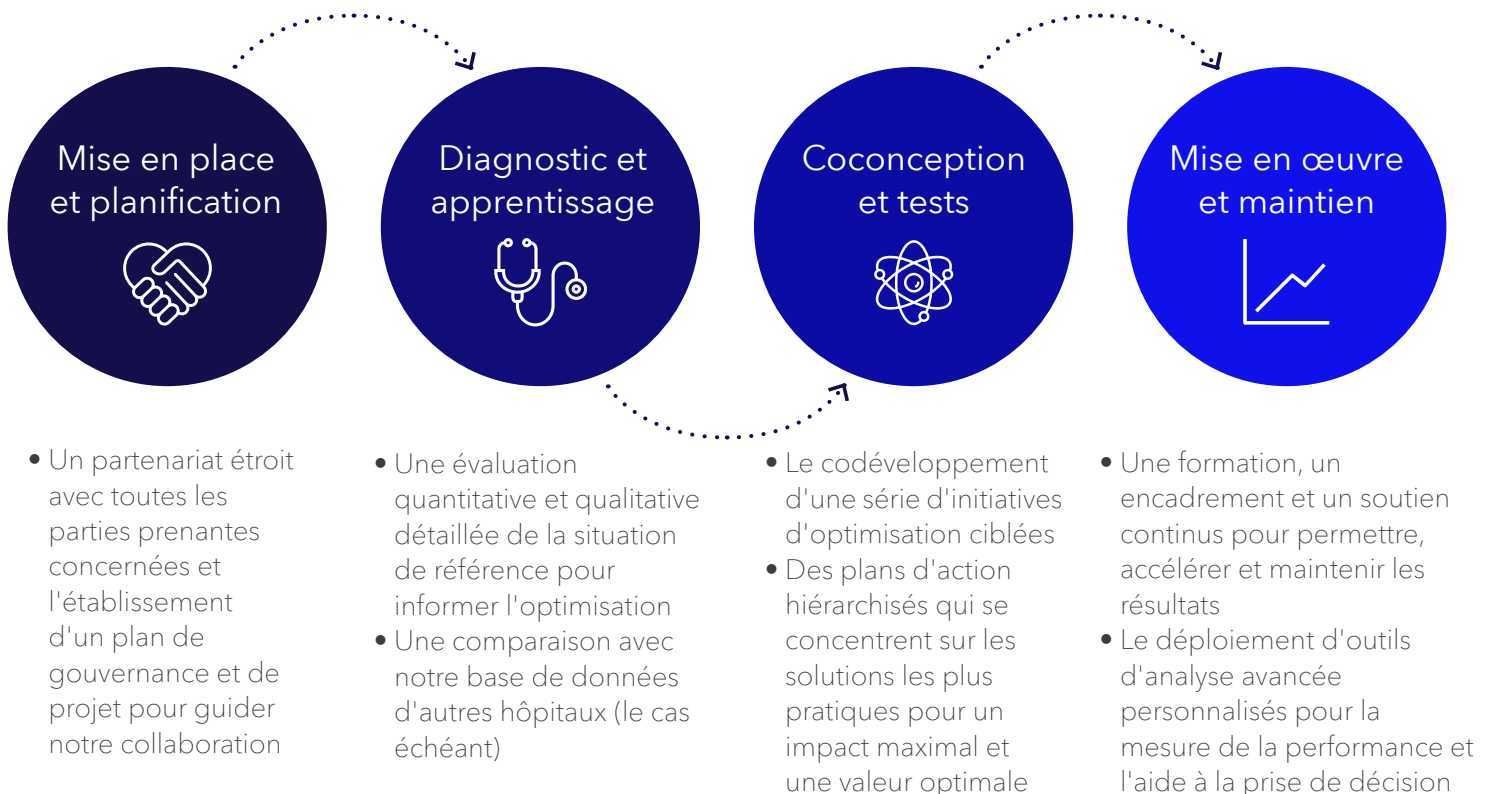 Mise en place
et planification
Diagnostic et
apprentissage
Coconception
et tests
Mise en œuvre
et maintien
• Un partenariat étroit
avec toutes les
parties prenantes
concernées et
l'établissement
d'un plan de
gouvernance et de
projet pour guider
notre collaboration
• Une évaluation
quantitative et qualitative
détaillée de la situation
de référence pour
informer l'optimisation
• Une comparaison avec
notre base de données
d'autres hôpitaux (le cas
échéant)
• Le codéveloppement
d'une série d'initiatives
d'optimisation ciblées
• Des plans d'action
hiérarchisés qui se
concentrent sur les
solutions les plus
pratiques pour un
impact maximal et
une valeur optimale
• Une formation, un
encadrement et un soutien
continus pour permettre,
accélérer et maintenir les
résultats
• Le déploiement d'outils
d'analyse avancée
personnalisés pour la
mesure de la performance et
l'aide à la prise de décision